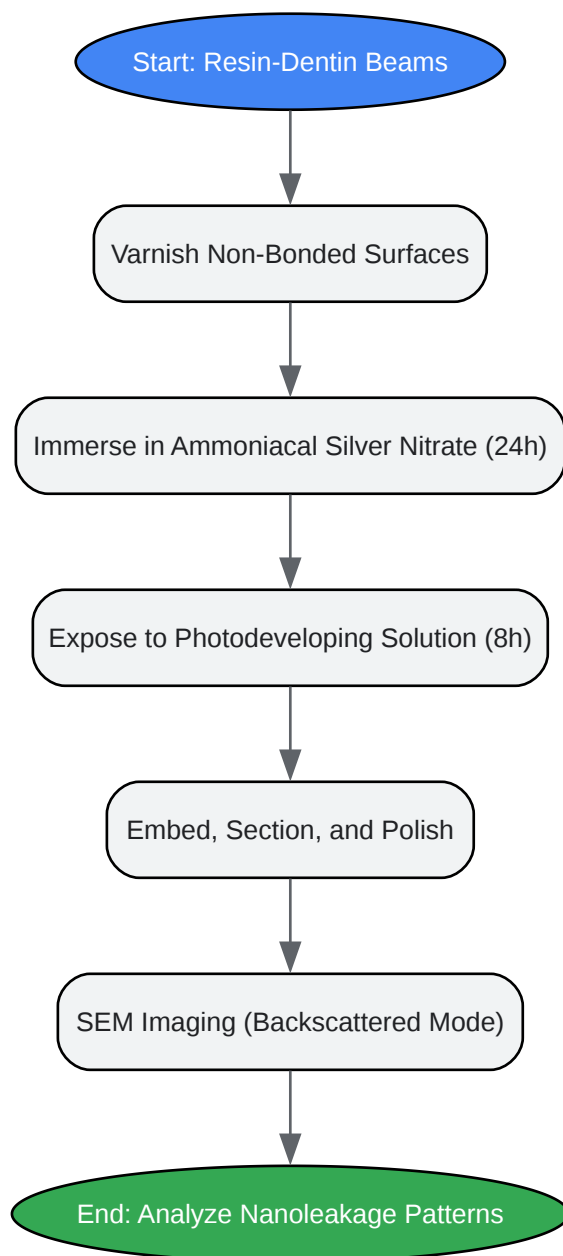 Start: Resin-Dentin Beams
Varnish Non-Bonded Surfaces
Immerse in Ammoniacal Silver Nitrate (24h)
Expose to Photodeveloping Solution (8h)
Embed, Section, and Polish
SEM Imaging (Backscattered Mode)
End: Analyze Nanoleakage Patterns